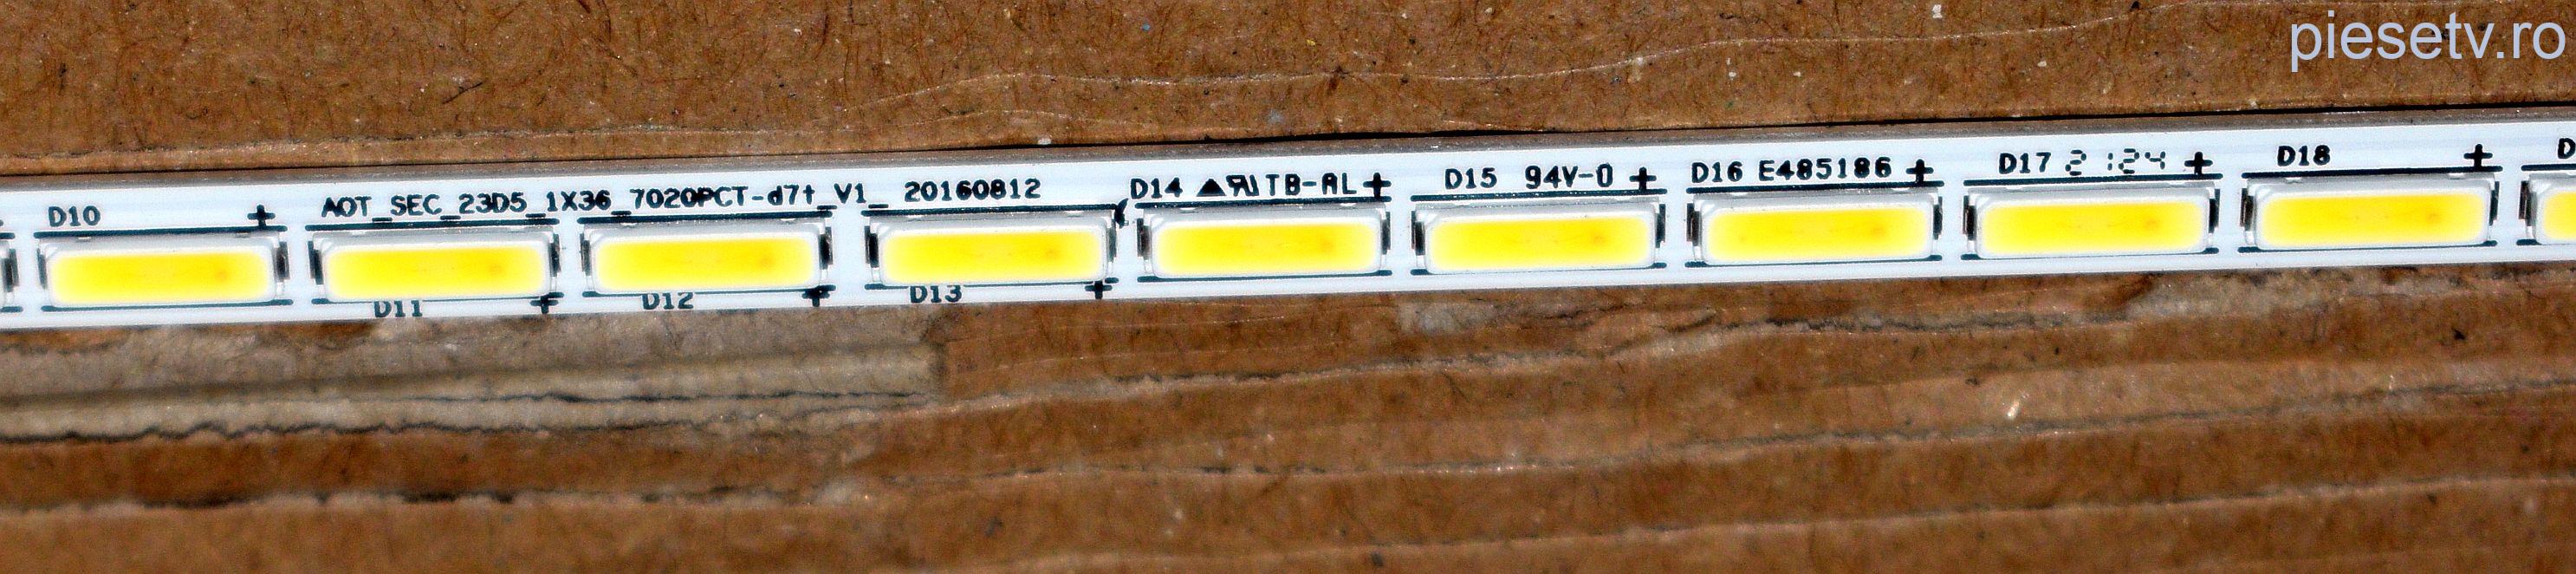 piesetv.ro
D10 + AOT_SEC_23D5_1X36_7020PCT-d7t_V1_ 20160812 D14 TB-AL + D15 94V-0 + D16 E485186 + D17 2124 + D18 +
D11 + D12 + D13 +